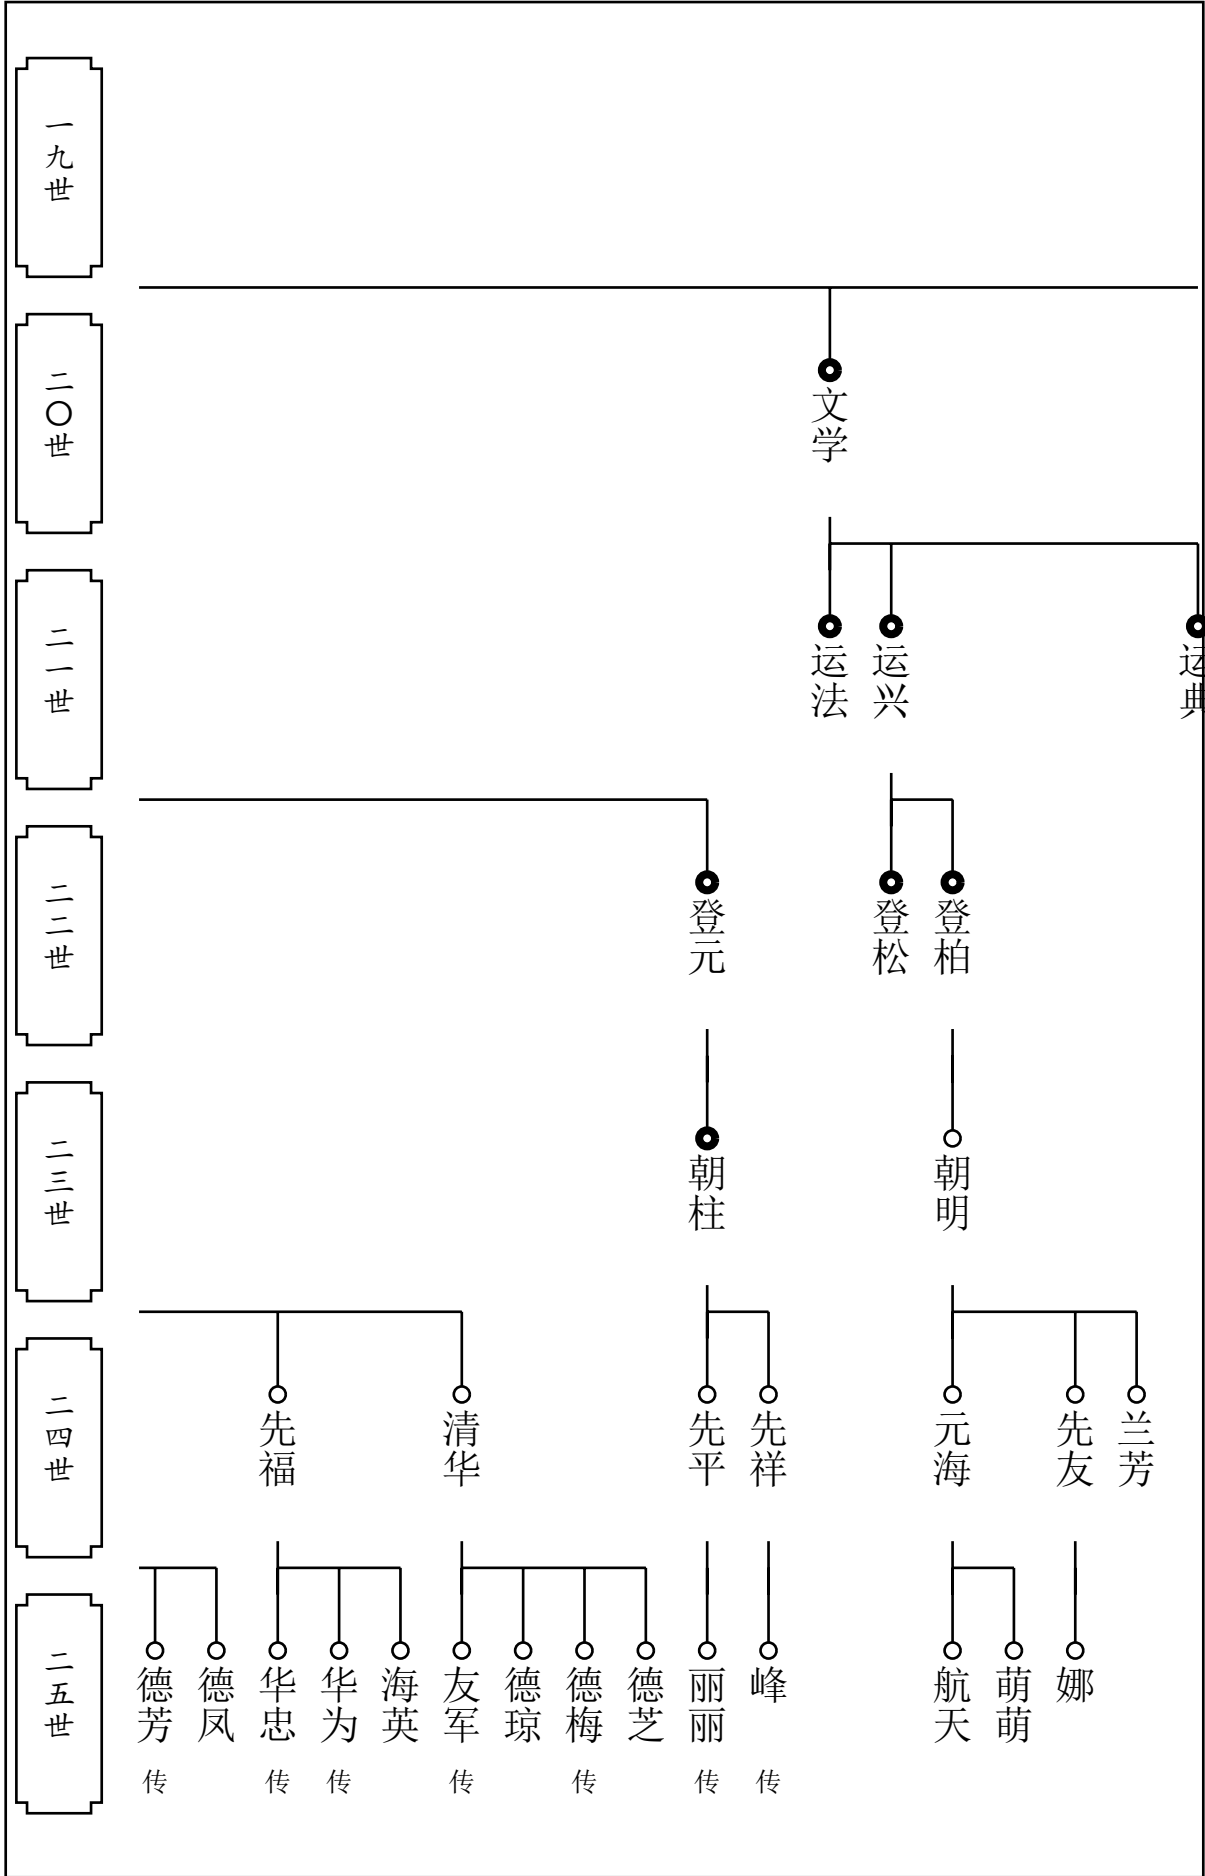 一九世
二〇世
二一世
二二世
二三世
二四世
二五世
文学
运法
运兴
运典
登元
登松
登柏
朝柱
朝明
先福
清华
先平
先祥
元海
先友
兰芳
德芳
德凤
华忠
华为
海英
友军
德琼
德梅
德芝
丽丽
峰
航天
萌萌
娜
传
传
传
传
传
传
传